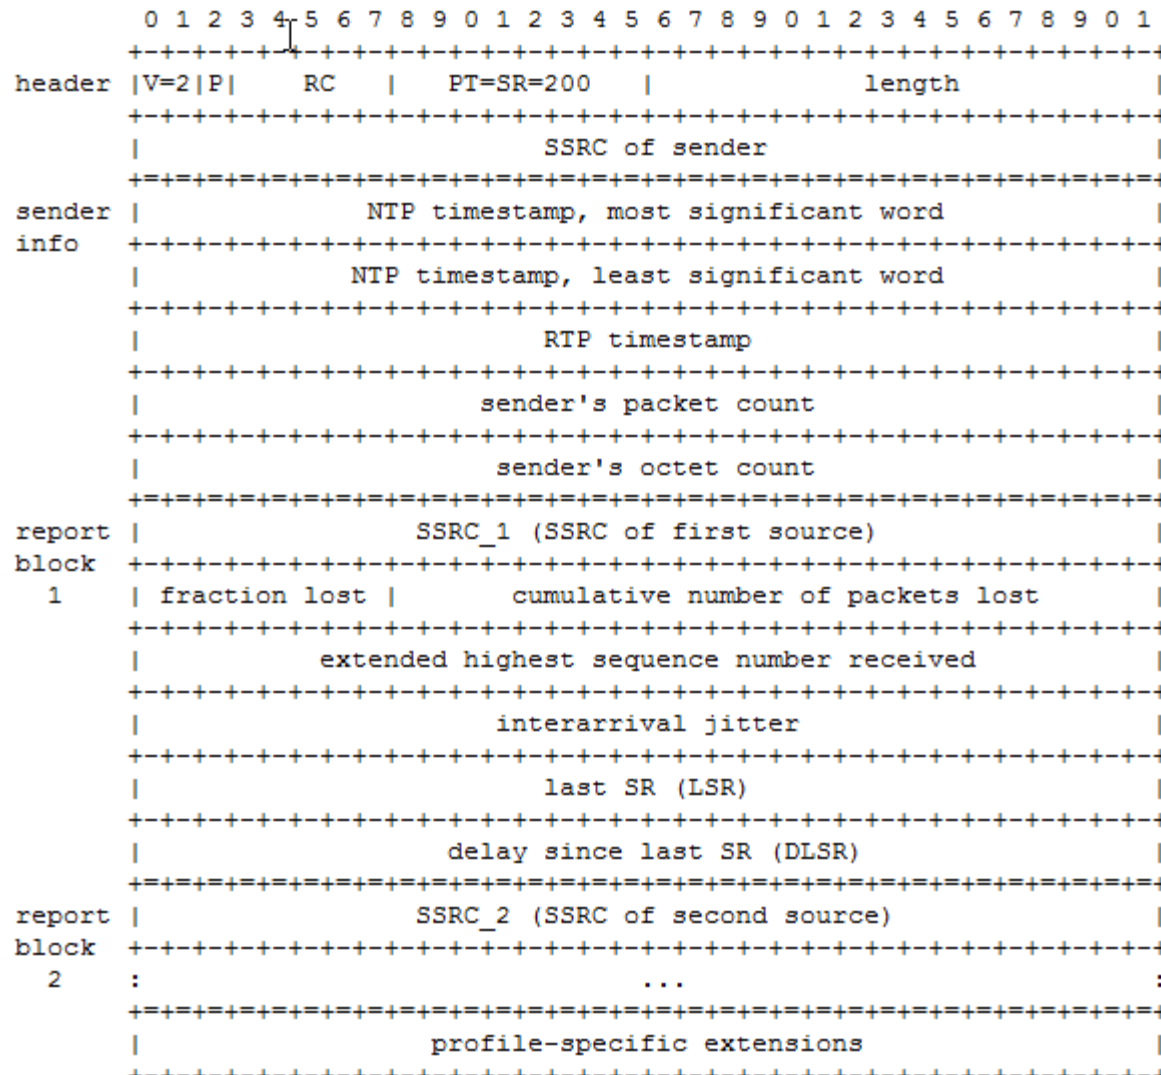 0 1 2 3 4 5 6 7 8 9 0 1 2 3 4 5 6 7 8 9 0 1 2 3 4 5 6 7 8 9 0 1
       +-+-+-+-+-+-+-+-+-+-+-+-+-+-+-+-+-+-+-+-+-+-+-+-+-+-+-+-+-+-+-+-+
header |V=2|P|    RC   |   PT=SR=200   |             length            |
       +-+-+-+-+-+-+-+-+-+-+-+-+-+-+-+-+-+-+-+-+-+-+-+-+-+-+-+-+-+-+-+-+
       |                         SSRC of sender                        |
       +=+=+=+=+=+=+=+=+=+=+=+=+=+=+=+=+=+=+=+=+=+=+=+=+=+=+=+=+=+=+=+=+
sender |              NTP timestamp, most significant word             |
info   +-+-+-+-+-+-+-+-+-+-+-+-+-+-+-+-+-+-+-+-+-+-+-+-+-+-+-+-+-+-+-+-+
       |             NTP timestamp, least significant word             |
       +-+-+-+-+-+-+-+-+-+-+-+-+-+-+-+-+-+-+-+-+-+-+-+-+-+-+-+-+-+-+-+-+
       |                         RTP timestamp                         |
       +-+-+-+-+-+-+-+-+-+-+-+-+-+-+-+-+-+-+-+-+-+-+-+-+-+-+-+-+-+-+-+-+
       |                     sender's packet count                     |
       +-+-+-+-+-+-+-+-+-+-+-+-+-+-+-+-+-+-+-+-+-+-+-+-+-+-+-+-+-+-+-+-+
       |                      sender's octet count                     |
       +=+=+=+=+=+=+=+=+=+=+=+=+=+=+=+=+=+=+=+=+=+=+=+=+=+=+=+=+=+=+=+=+
report |                 SSRC_1 (SSRC of first source)                 |
block  +-+-+-+-+-+-+-+-+-+-+-+-+-+-+-+-+-+-+-+-+-+-+-+-+-+-+-+-+-+-+-+-+
  1    | fraction lost |       cumulative number of packets lost       |
       +-+-+-+-+-+-+-+-+-+-+-+-+-+-+-+-+-+-+-+-+-+-+-+-+-+-+-+-+-+-+-+-+
       |           extended highest sequence number received           |
       +-+-+-+-+-+-+-+-+-+-+-+-+-+-+-+-+-+-+-+-+-+-+-+-+-+-+-+-+-+-+-+-+
       |                      interarrival jitter                      |
       +-+-+-+-+-+-+-+-+-+-+-+-+-+-+-+-+-+-+-+-+-+-+-+-+-+-+-+-+-+-+-+-+
       |                         last SR (LSR)                         |
       +-+-+-+-+-+-+-+-+-+-+-+-+-+-+-+-+-+-+-+-+-+-+-+-+-+-+-+-+-+-+-+-+
       |                   delay since last SR (DLSR)                  |
       +=+=+=+=+=+=+=+=+=+=+=+=+=+=+=+=+=+=+=+=+=+=+=+=+=+=+=+=+=+=+=+=+
report |                 SSRC_2 (SSRC of second source)                |
block  +-+-+-+-+-+-+-+-+-+-+-+-+-+-+-+-+-+-+-+-+-+-+-+-+-+-+-+-+-+-+-+-+
  2    :                               ...                             :
       +=+=+=+=+=+=+=+=+=+=+=+=+=+=+=+=+=+=+=+=+=+=+=+=+=+=+=+=+=+=+=+=+
       |                  profile-specific extensions                  |
       +-+-+-+-+-+-+-+-+-+-+-+-+-+-+-+-+-+-+-+-+-+-+-+-+-+-+-+-+-+-+-+-+